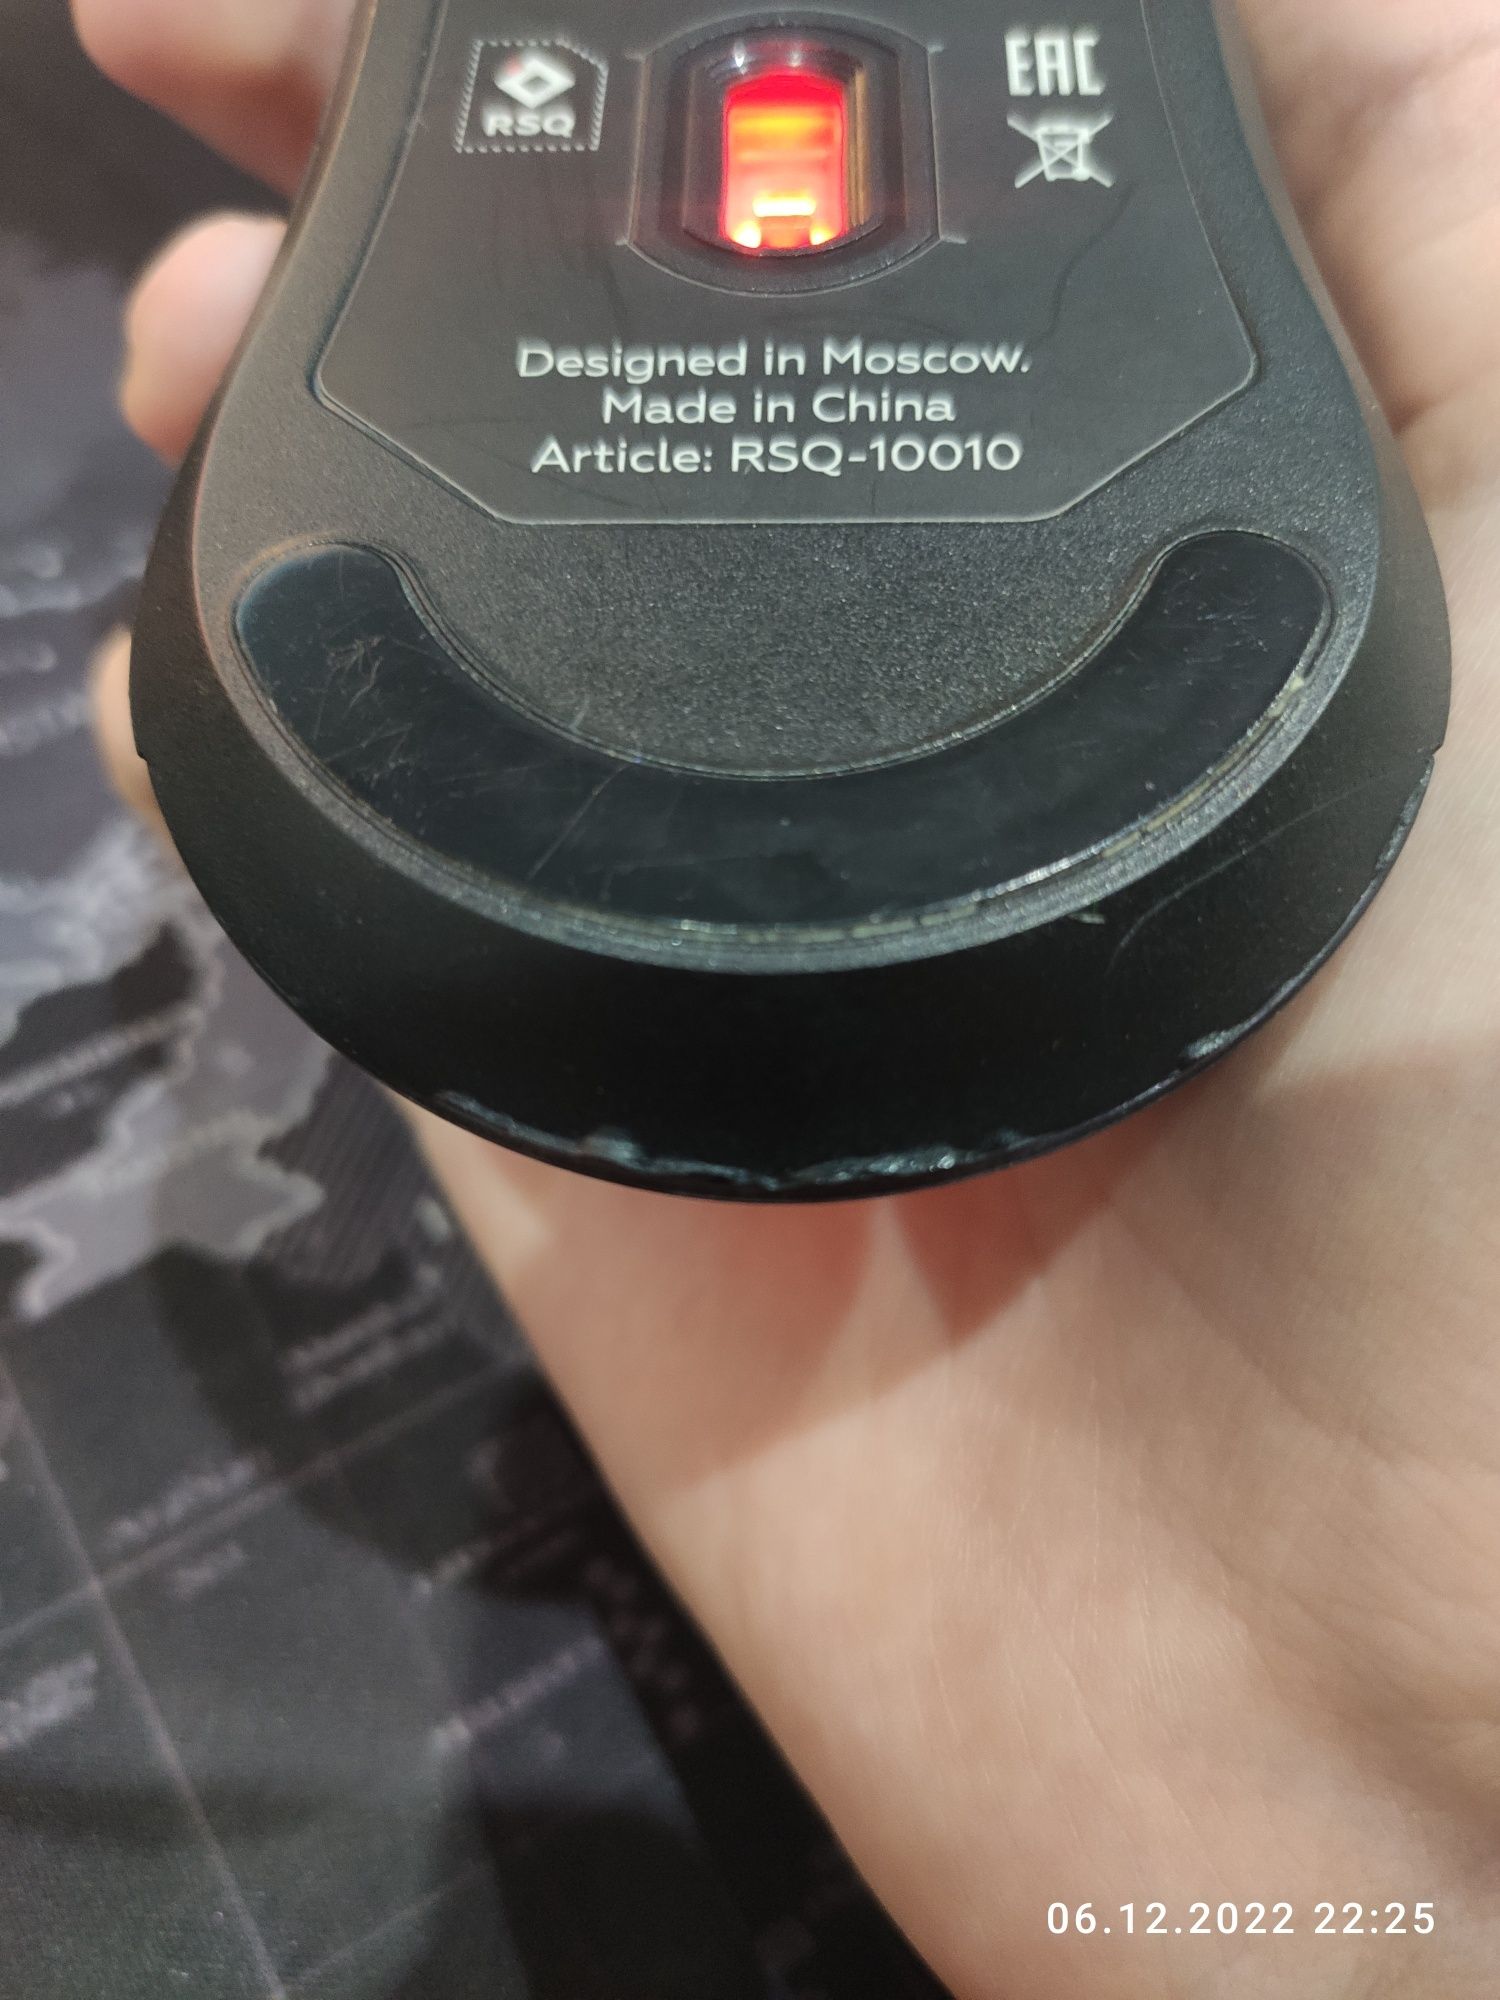 RSQ
EAC
Designed in Moscow.
Made in China
Article: RSQ-10010
06.12.2022 22:25